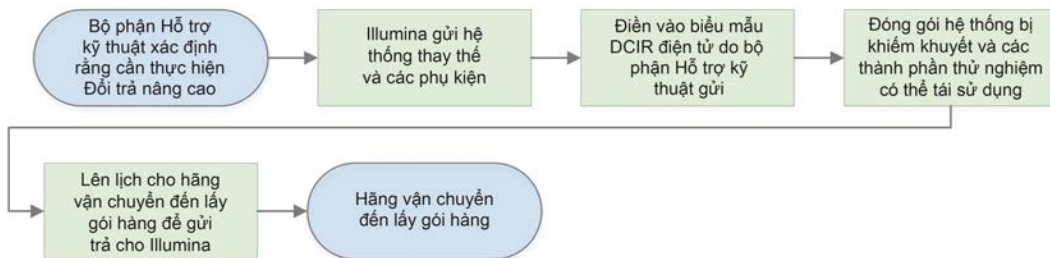 Bộ phận Hỗ trợ
kỹ thuật xác định
rằng cần thực hiện
Đổi trả nâng cao
Illumina gửi hệ
thống thay thế
và các phụ kiện
Điền vào biểu mẫu
DCIR điện tử do bộ
phận Hỗ trợ kỹ
thuật gửi
Đóng gói hệ thống bị
khiếm khuyết và các
thành phần thử nghiệm
có thể tái sử dụng
Lên lịch cho hãng
vận chuyển đến lấy
gói hàng để gửi
trả cho Illumina
Hãng vận chuyển
đến lấy gói hàng